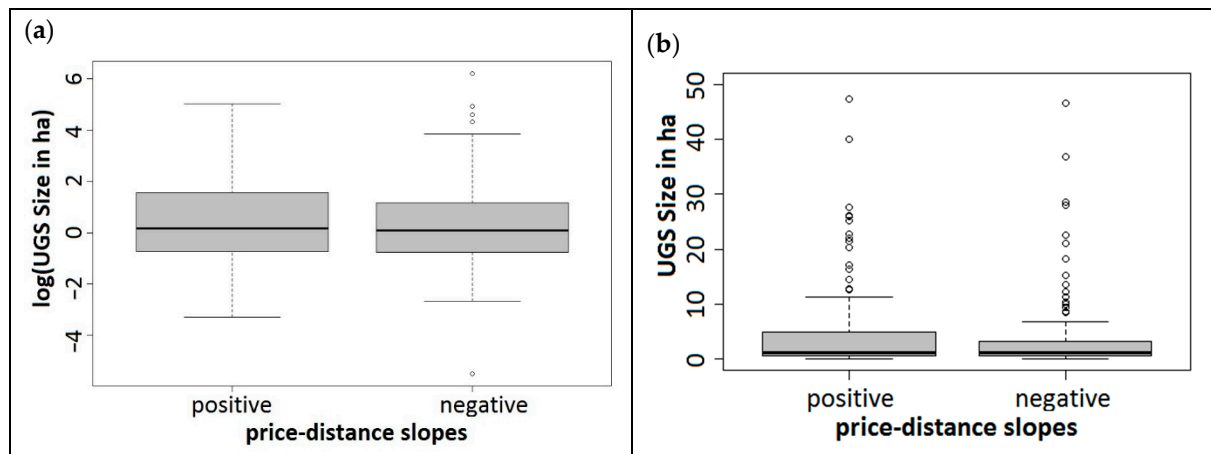 (a)
log(UGS Size in ha)
6
4
2
0
−2
−4
positive negative
price-distance slopes
(b)
UGS Size in ha
50
40
30
20
10
0
positive negative
price-distance slopes